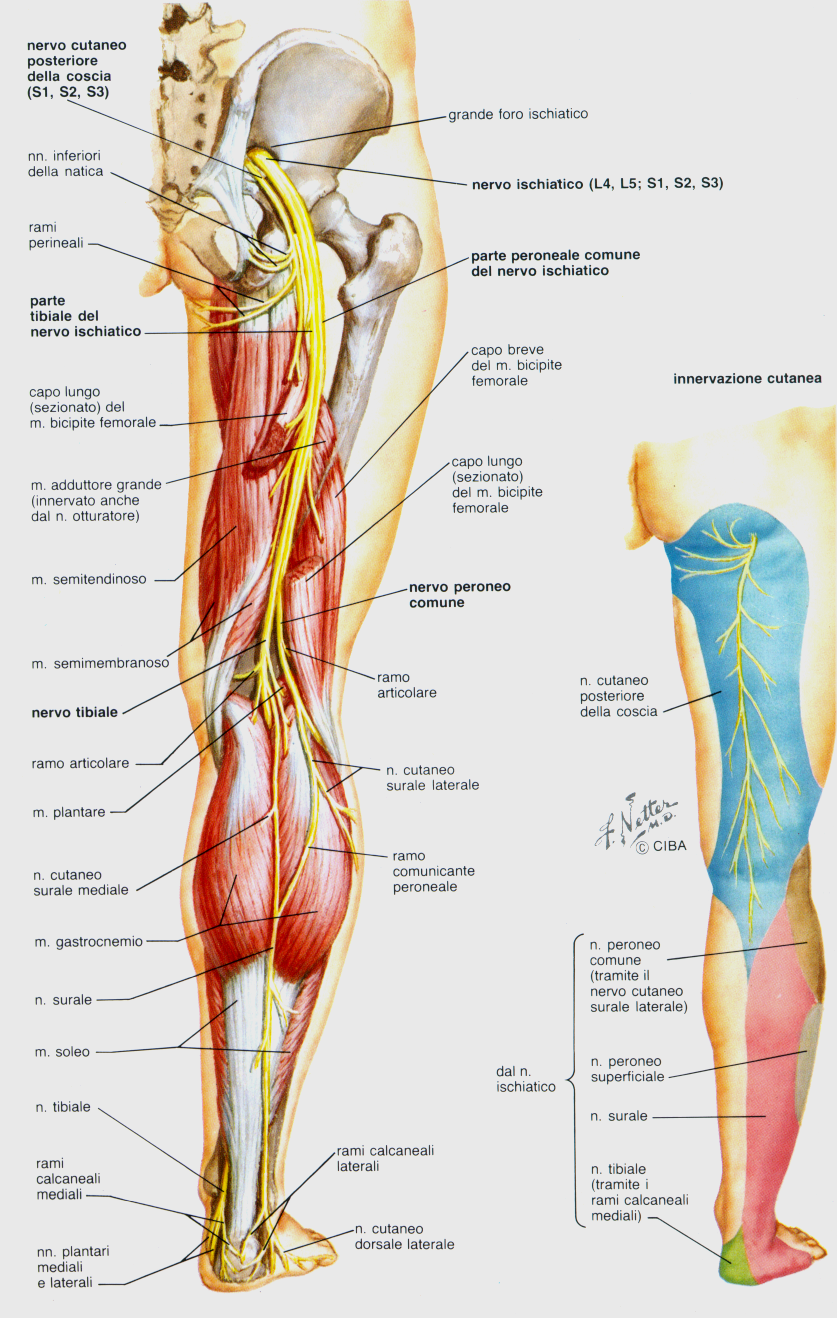 nervo cutaneo
posteriore
della coscia
(S1, S2, S3)
nn. inferiori
della natica
rami
perineali
parte
tibiale del
nervo ischiatico
capo lungo
(sezionato) del
m. bicipite femorale
m. adduttore grande
(innervato anche
dal n. otturatore)
m. semitendinoso
m. semimembranoso
nervo tibiale
ramo articolare
m. plantare
n. cutaneo
surale mediale
m. gastrocnemio
n. surale
m. soleo
n. tibiale
rami
calcaneali
mediali
nn. plantari
mediali
e laterali
grande foro ischiatico
nervo ischiatico (L4, L5; S1, S2, S3)
parte peroneale comune
del nervo ischiatico
capo breve
del m. bicipite
femorale
capo lungo
(sezionato)
del m. bicipite
femorale
nervo peroneo
comune
ramo
articolare
n. cutaneo
surale laterale
ramo
comunicante
peroneale
rami calcaneali
laterali
n. cutaneo
dorsale laterale
innervazione cutanea
n. cutaneo
posteriore
della coscia
F. Netter
M.D.
© CIBA
dal n.
ischiatico
n. peroneo
comune
(tramite il
nervo cutaneo
surale laterale)
n. peroneo
superficiale
n. surale
n. tibiale
(tramite i
rami calcaneali
mediali)